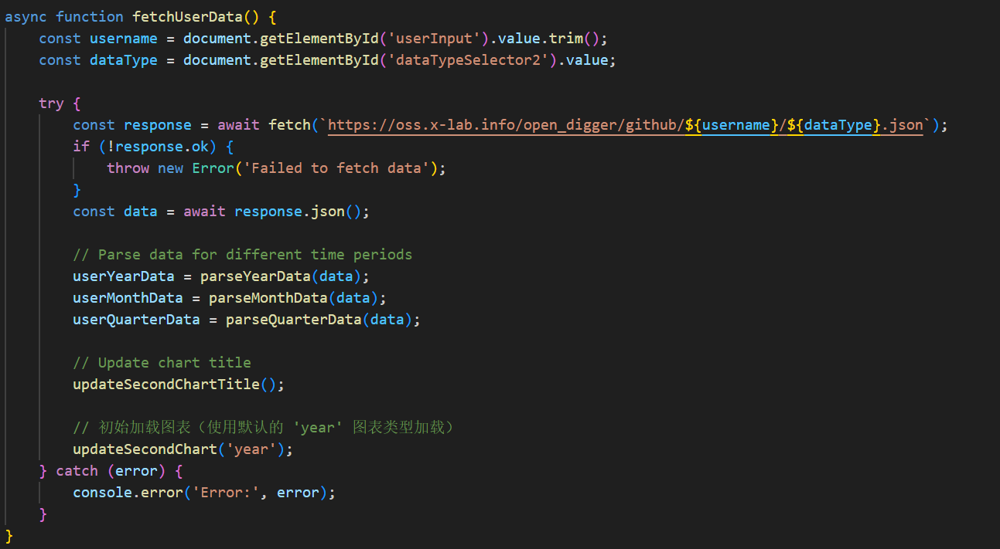 async function fetchUserData() {
    const username = document.getElementById('userInput').value.trim();
    const dataType = document.getElementById('dataTypeSelector2').value;

    try {
        const response = await fetch(`https://oss.x-lab.info/open_digger/github/${username}/${dataType}.json`);
        if (!response.ok) {
            throw new Error('Failed to fetch data');
        }
        const data = await response.json();

        // Parse data for different time periods
        userYearData = parseYearData(data);
        userMonthData = parseMonthData(data);
        userQuarterData = parseQuarterData(data);

        // Update chart title
        updateSecondChartTitle();

        // 初始加载图表（使用默认的 'year' 图表类型加载）
        updateSecondChart('year');
    } catch (error) {
        console.error('Error:', error);
    }
}